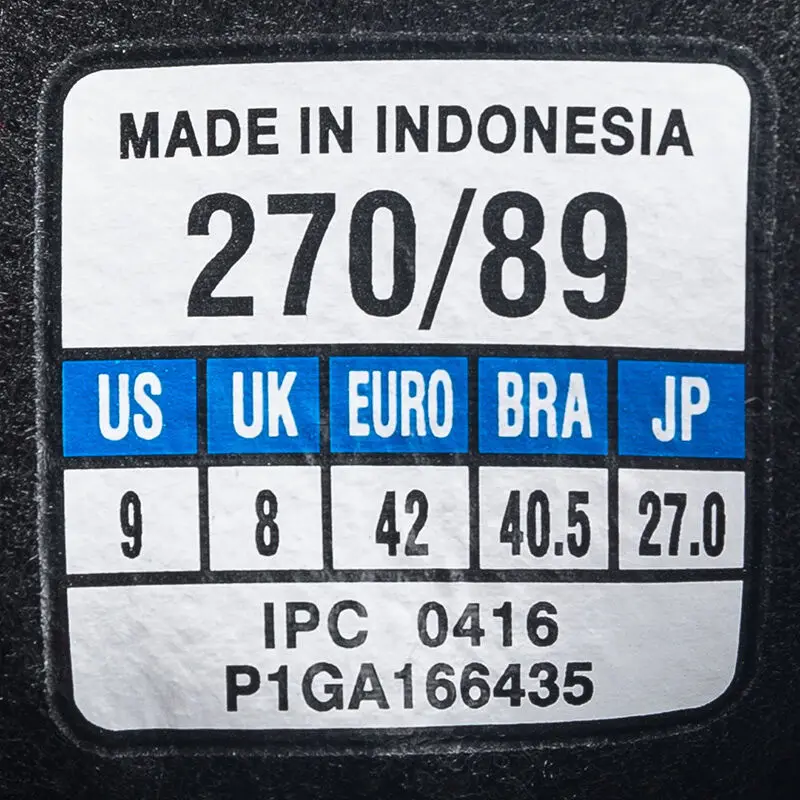 MADE IN INDONESIA
270/89
US UK EURO BRA JP
9 8 42 40.5 27.0
IPC 0416
P1GA166435